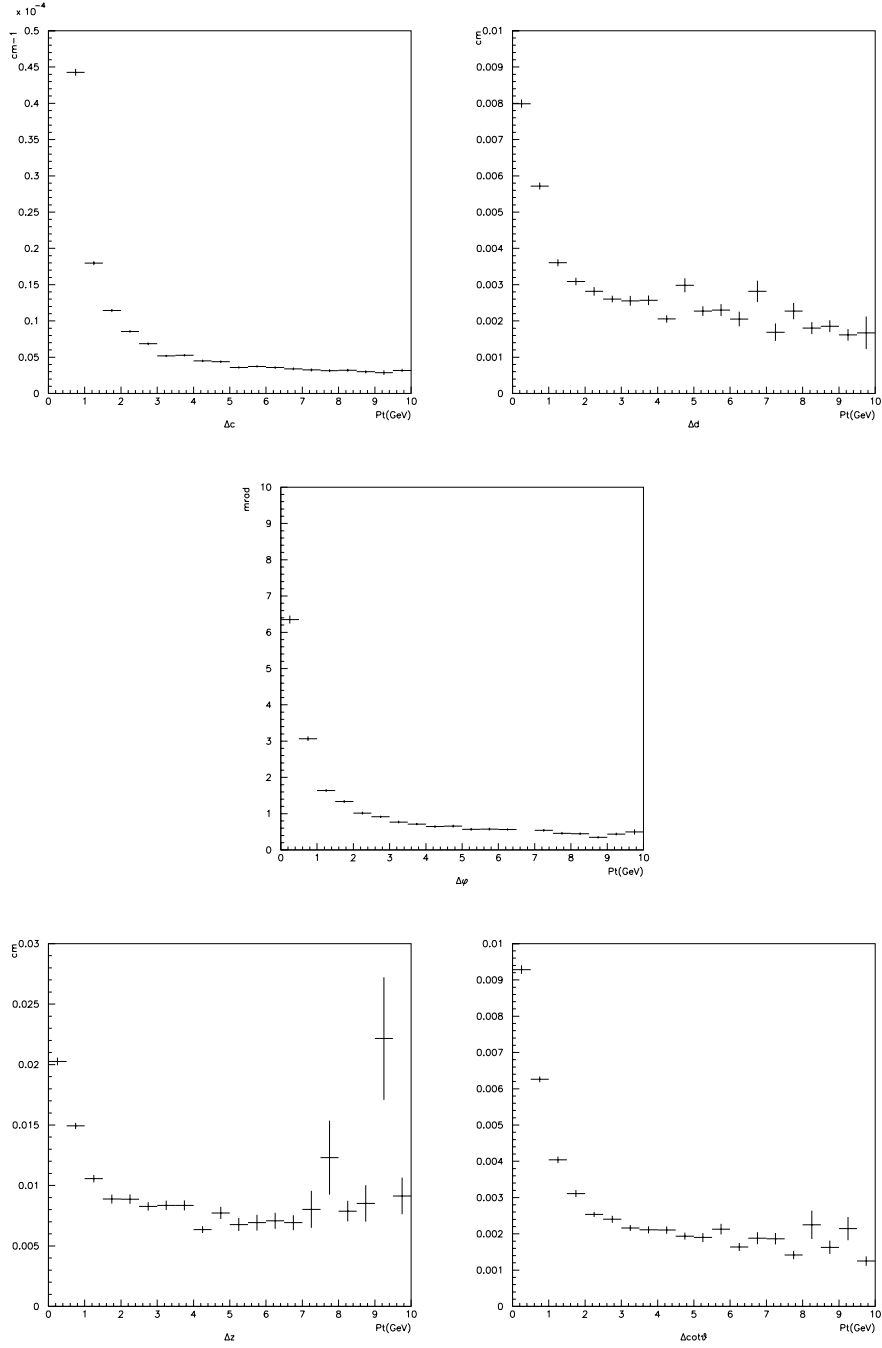 × 10⁻⁴
cm-1
0.5
0.45
0.4
0.35
0.3
0.25
0.2
0.15
0.1
0.05
0
0 1 2 3 4 5 6 7 8 9 10
Pt(GeV)
Δc
cm
0.01
0.009
0.008
0.007
0.006
0.005
0.004
0.003
0.002
0.001
0
0 1 2 3 4 5 6 7 8 9 10
Pt(GeV)
Δd
mrad
10
9
8
7
6
5
4
3
2
1
0
0 1 2 3 4 5 6 7 8 9 10
Pt(GeV)
Δφ
cm
0.03
0.025
0.02
0.015
0.01
0.005
0
0 1 2 3 4 5 6 7 8 9 10
Pt(GeV)
Δz
0.01
0.009
0.008
0.007
0.006
0.005
0.004
0.003
0.002
0.001
0
0 1 2 3 4 5 6 7 8 9 10
Pt(GeV)
Δcotϑ